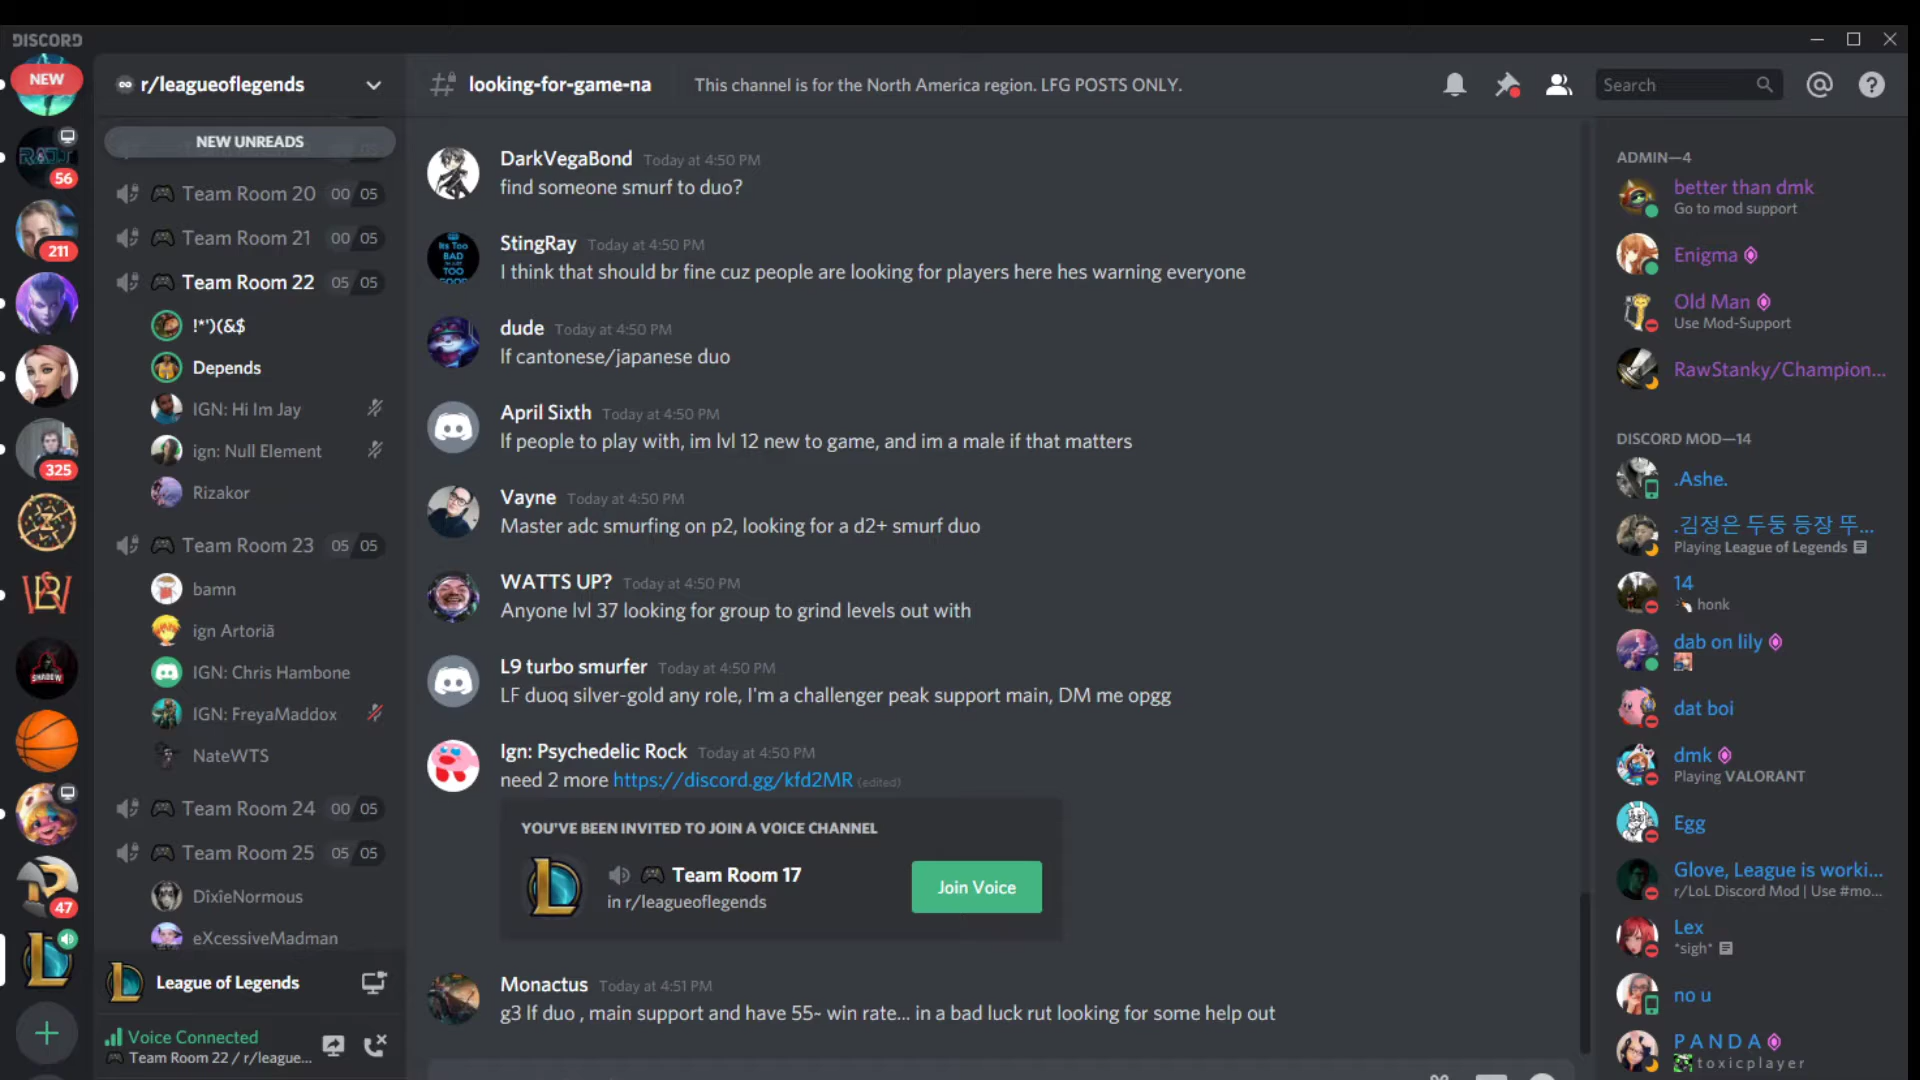 DISCORD
NEW
56
211
325
47
r/leagueoflegends
NEW UNREADS
Team Room 20 00 05
Team Room 21 00 05
Team Room 22 05 05
!*')(&$
Depends
IGN: Hi Im Jay
ign: Null Element
Rizakor
Team Room 23 05 05
bamn
ign Artoriã
IGN: Chris Hambone
IGN: FreyaMaddox
NateWTS
Team Room 24 00 05
Team Room 25 05 05
DixîeNormous
eXcessiveMadman
League of Legends
Voice Connected
Team Room 22 / r/league...
looking-for-game-na
This channel is for the North America region. LFG POSTS ONLY.
Search
DarkVegaBond Today at 4:50 PM
find someone smurf to duo?
StingRay Today at 4:50 PM
I think that should br fine cuz people are looking for players here hes warning everyone
dude Today at 4:50 PM
lf cantonese/japanese duo
April Sixth Today at 4:50 PM
lf people to play with, im lvl 12 new to game, and im a male if that matters
Vayne Today at 4:50 PM
Master adc smurfing on p2, looking for a d2+ smurf duo
WATTS UP? Today at 4:50 PM
Anyone lvl 37 looking for group to grind levels out with
L9 turbo smurfer Today at 4:50 PM
LF duoq silver-gold any role, I'm a challenger peak support main, DM me opgg
Ign: Psychedelic Rock Today at 4:50 PM
need 2 more https://discord.gg/kfd2MR (edited)
YOU'VE BEEN INVITED TO JOIN A VOICE CHANNEL
Team Room 17
in r/leagueoflegends
Join Voice
Monactus Today at 4:51 PM
g3 lf duo , main support and have 55~ win rate... in a bad luck rut looking for some help out
ADMIN—4
better than dmk
Go to mod support
Enigma
Old Man
Use Mod-Support
RawStanky/Champion...
DISCORD MOD—14
.Ashe.
.김정은 두둥 등장 뚜...
Playing League of Legends
14
honk
dab on lily
dat boi
dmk
Playing VALORANT
Egg
Glove, League is worki...
r/LoL Discord Mod | Use #mo...
Lex
*sigh*
no u
P A N D A
t o x i c p l a y e r